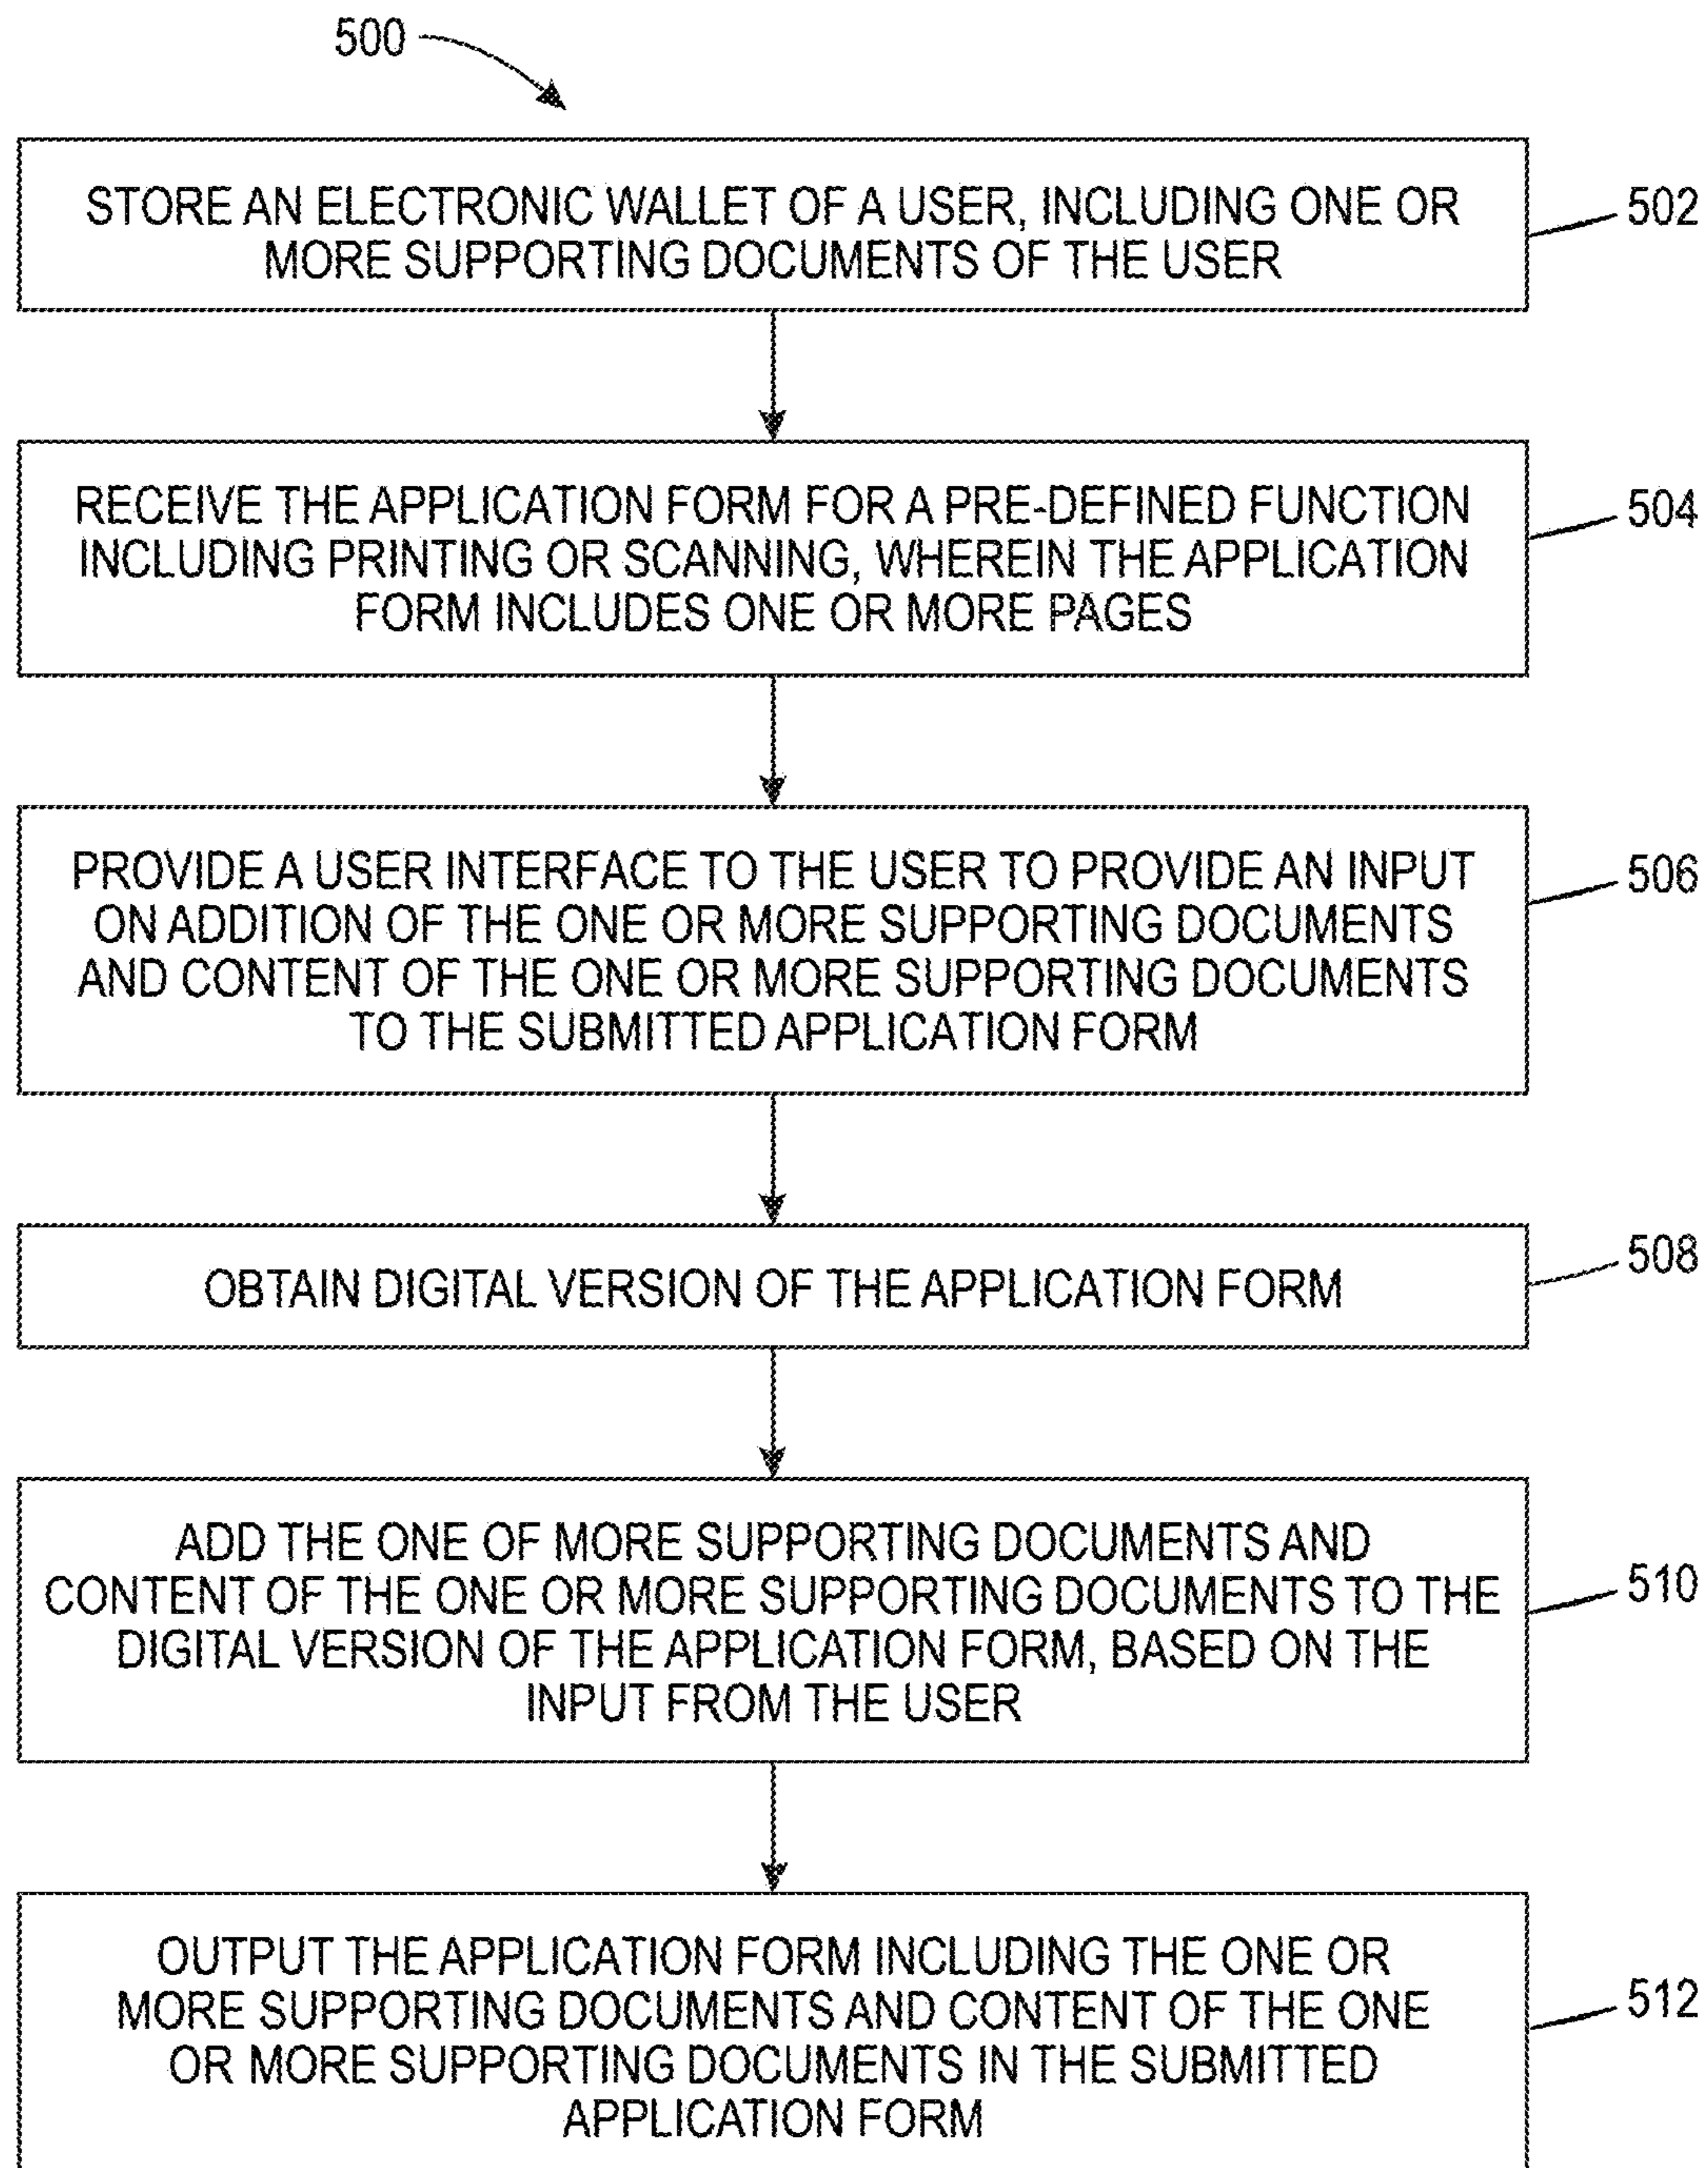 500
STORE AN ELECTRONIC WALLET OF A USER, INCLUDING ONE OR
MORE SUPPORTING DOCUMENTS OF THE USER
502
RECEIVE THE APPLICATION FORM FOR A PRE-DEFINED FUNCTION
INCLUDING PRINTING OR SCANNING, WHEREIN THE APPLICATION
FORM INCLUDES ONE OR MORE PAGES
504
PROVIDE A USER INTERFACE TO THE USER TO PROVIDE AN INPUT
ON ADDITION OF THE ONE OR MORE SUPPORTING DOCUMENTS
AND CONTENT OF THE ONE OR MORE SUPPORTING DOCUMENTS
TO THE SUBMITTED APPLICATION FORM
506
OBTAIN DIGITAL VERSION OF THE APPLICATION FORM
508
ADD THE ONE OF MORE SUPPORTING DOCUMENTS AND
CONTENT OF THE ONE OR MORE SUPPORTING DOCUMENTS TO THE
DIGITAL VERSION OF THE APPLICATION FORM, BASED ON THE
INPUT FROM THE USER
510
OUTPUT THE APPLICATION FORM INCLUDING THE ONE OR
MORE SUPPORTING DOCUMENTS AND CONTENT OF THE ONE
OR MORE SUPPORTING DOCUMENTS IN THE SUBMITTED
APPLICATION FORM
512